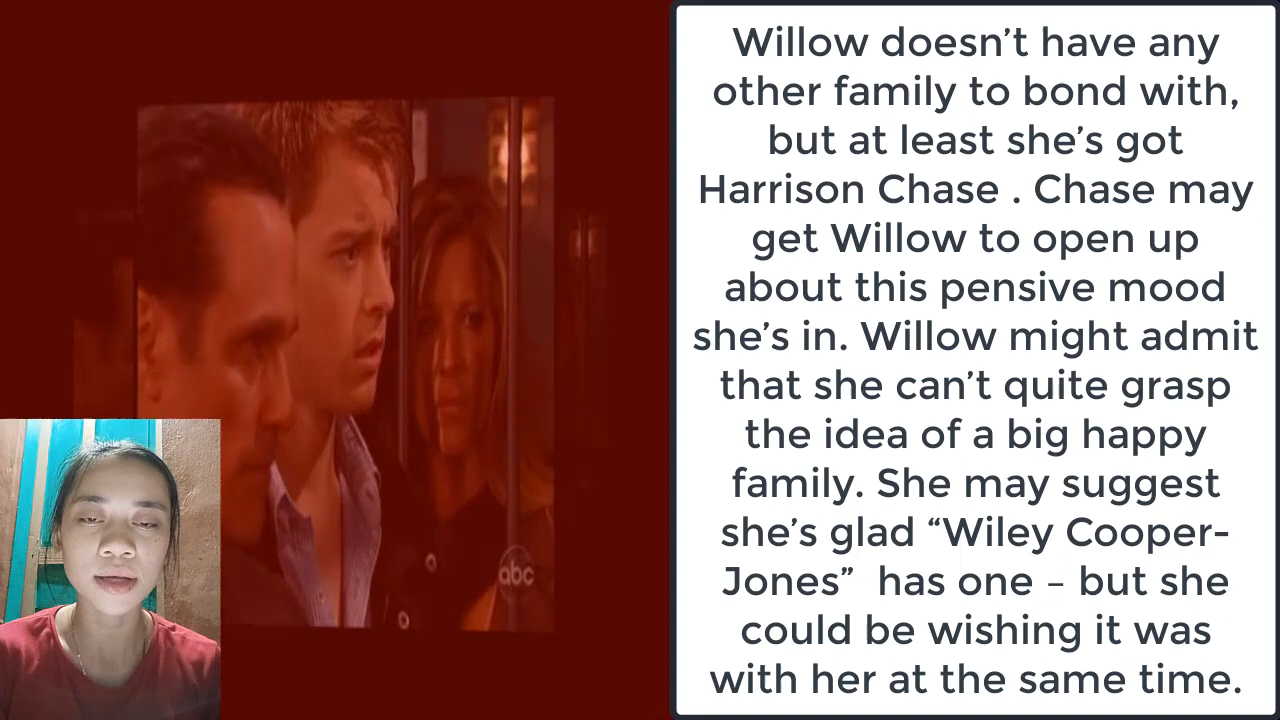 Willow doesn’t have any
other family to bond with,
but at least she’s got
Harrison Chase . Chase may
get Willow to open up
about this pensive mood
she’s in. Willow might admit
that she can’t quite grasp
the idea of a big happy
family. She may suggest
she’s glad “Wiley Cooper-
Jones”  has one – but she
could be wishing it was
with her at the same time.
abc